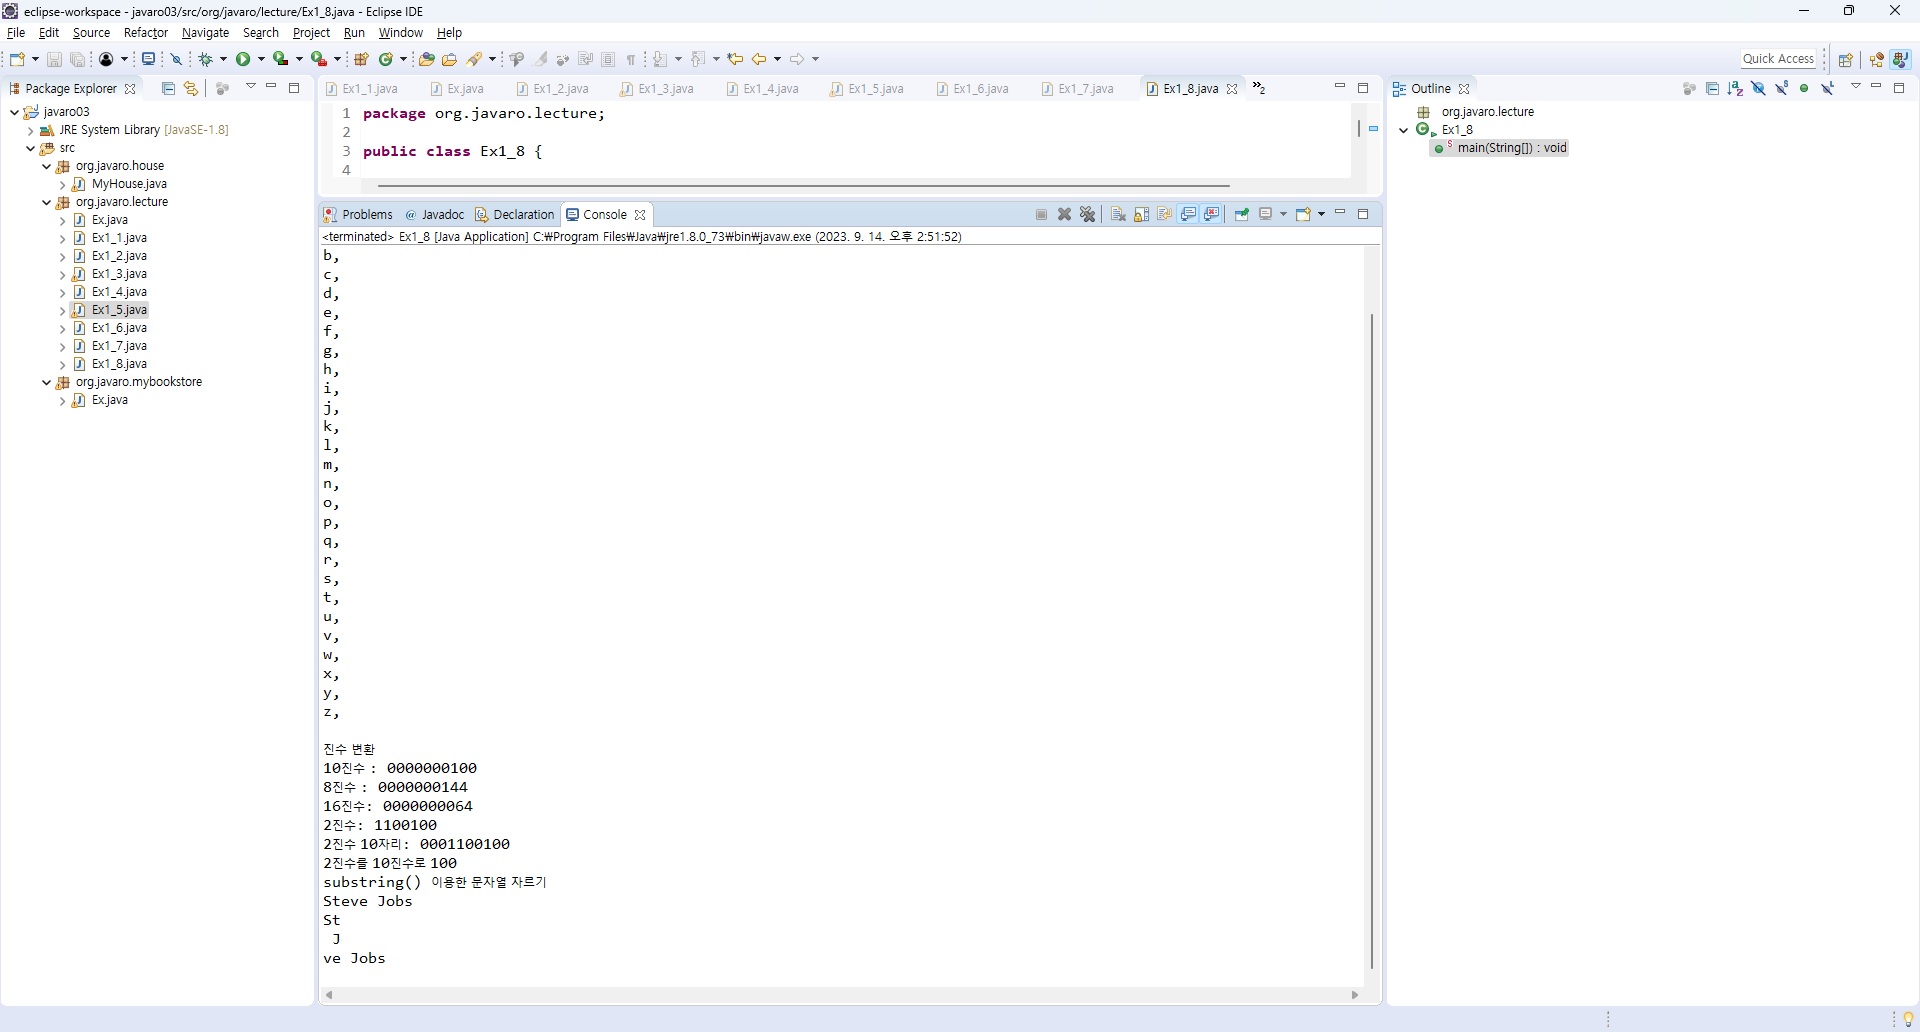 eclipse-workspace - javaro03/src/org/javaro/lecture/Ex1_8.java - Eclipse IDE
File Edit Source Refactor Navigate Search Project Run Window Help
Quick Access
Package Explorer
javaro03
JRE System Library [JavaSE-1.8]
src
org.javaro.house
MyHouse.java
org.javaro.lecture
Ex.java
Ex1_1.java
Ex1_2.java
Ex1_3.java
Ex1_4.java
Ex1_5.java
Ex1_6.java
Ex1_7.java
Ex1_8.java
org.javaro.mybookstore
Ex.java
Ex1_1.java Ex.java Ex1_2.java Ex1_3.java Ex1_4.java Ex1_5.java Ex1_6.java Ex1_7.java Ex1_8.java »2
1 package org.javaro.lecture;
2
3 public class Ex1_8 {
4
Problems @ Javadoc Declaration Console
<terminated> Ex1_8 [Java Application] C:₩Program Files₩Java₩jre1.8.0_73₩bin₩javaw.exe (2023. 9. 14. 오후 2:51:52)
b,
c,
d,
e,
f,
g,
h,
i,
j,
k,
l,
m,
n,
o,
p,
q,
r,
s,
t,
u,
v,
w,
x,
y,
z,
진수 변환
10진수 : 0000000100
8진수 : 0000000144
16진수: 0000000064
2진수: 1100100
2진수 10자리: 0001100100
2진수를 10진수로 100
substring() 이용한 문자열 자르기
Steve Jobs
St
 J
ve Jobs
Outline
org.javaro.lecture
Ex1_8
main(String[]) : void